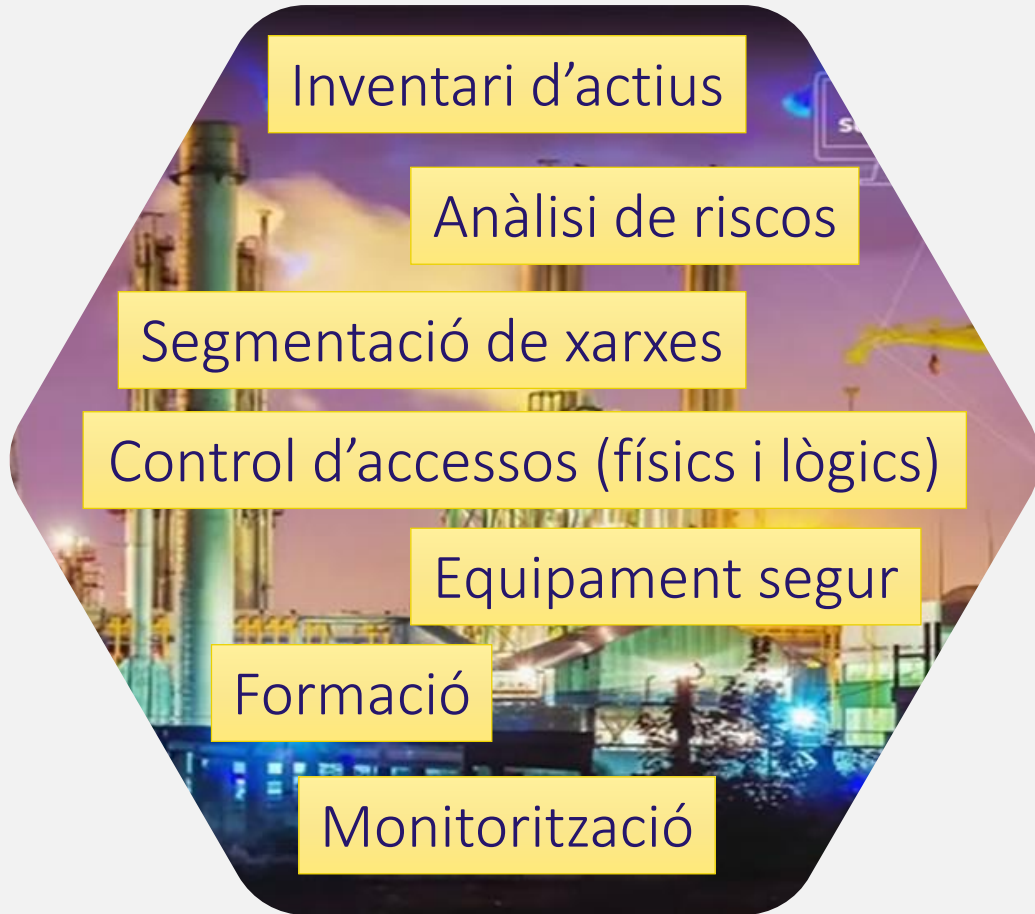 Inventari d’actius
Anàlisi de riscos
Segmentació de xarxes
Control d’accessos (físics i lògics)
Equipament segur
Formació
Monitorització